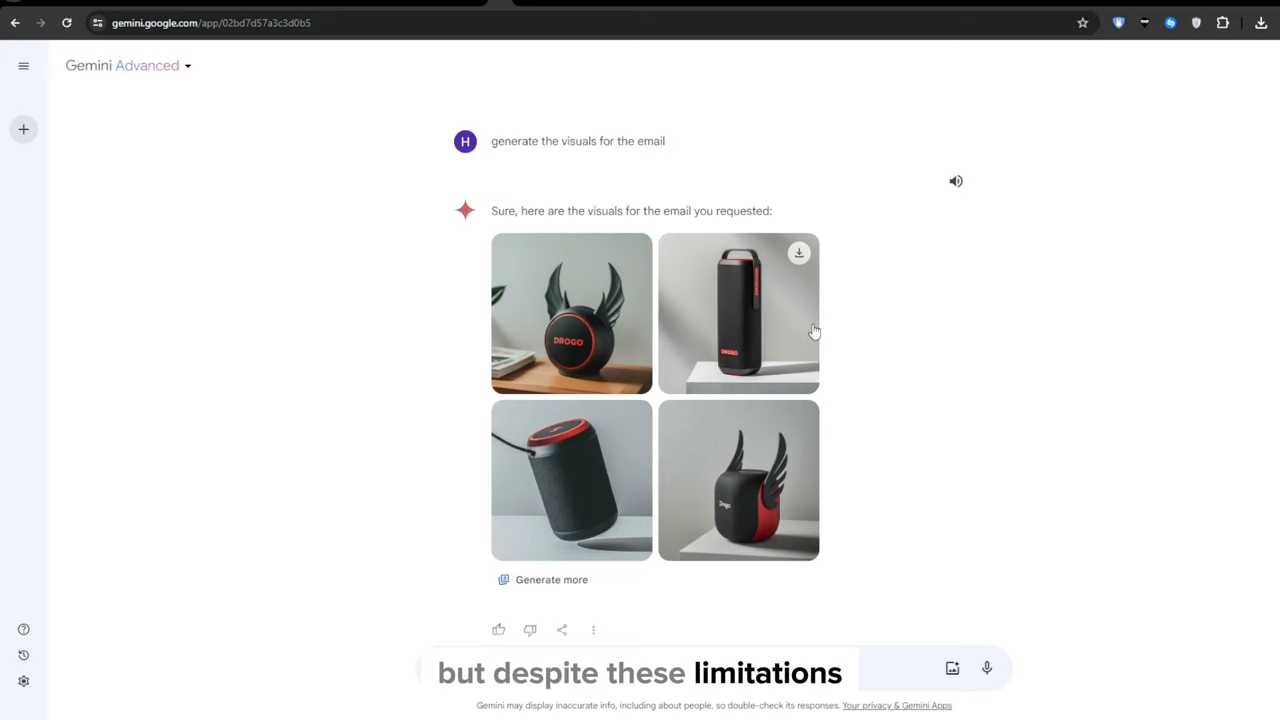 gemini.google.com/app/02bd7d57a3c3d0b5
Gemini Advanced
H
generate the visuals for the email
Sure, here are the visuals for the email you requested:
DROGO
DROGO
Drogo
Generate more
but despite these limitations
Gemini may display inaccurate info, including about people, so double-check its responses. Your privacy & Gemini Apps